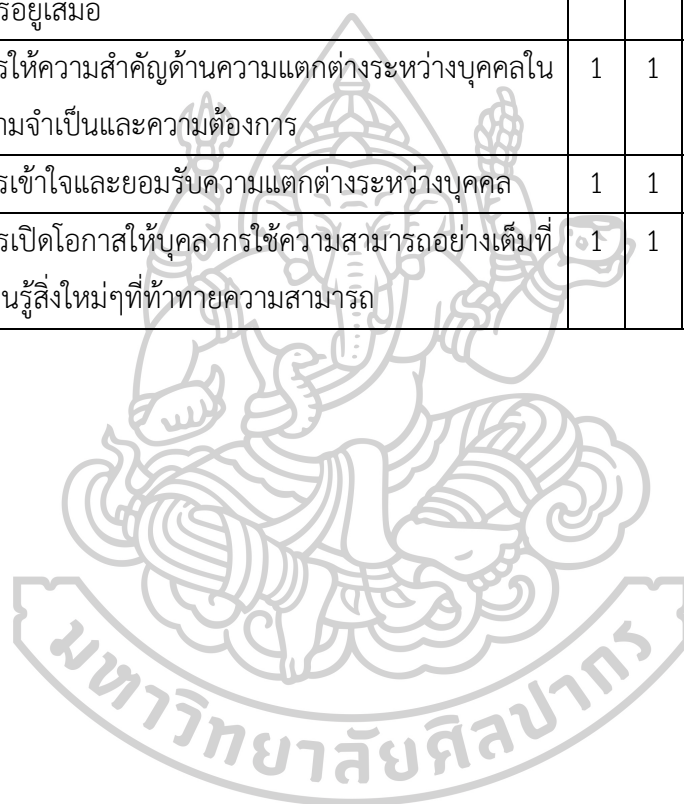 รอยู่เสมอ
รให้ความสำคัญด้านความแตกต่างระหว่างบุคคลใน 1 1
ามจำเป็นและความต้องการ
รเข้าใจและยอมรับความแตกต่างระหว่างบุคคล 1 1
รเปิดโอกาสให้บุคลากรใช้ความสามารถอย่างเต็มที่ 1 1
นรู้สิ่งใหม่ๆที่ท้าทายความสามารถ
มหาวิทยาลัยศิลปากร